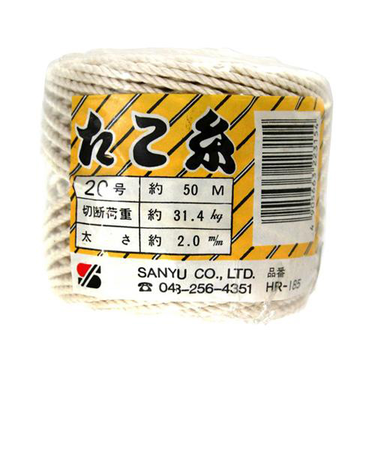 たこ糸
20号 約 50 M
切断荷重 約 31.4 kg
太さ 約 2.0 m/m
SANYU CO., LTD. 品番
☎ 048-256-4351 HR-185